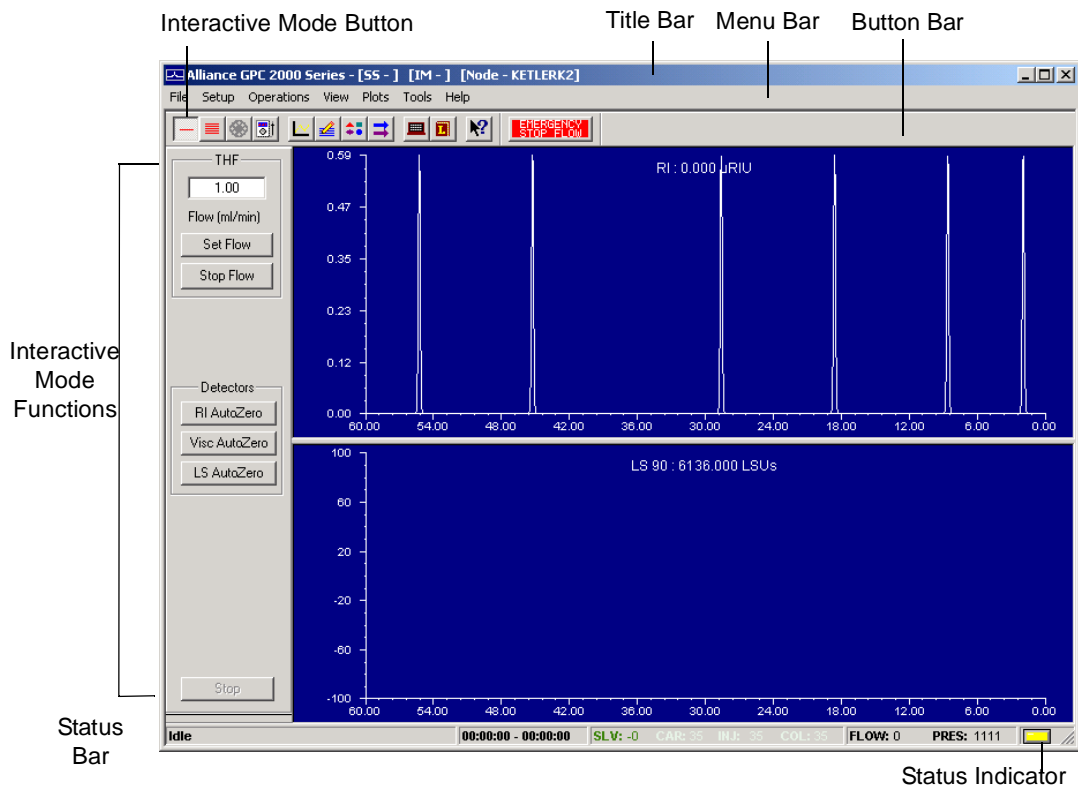 Interactive Mode Button
Title Bar
Menu Bar
Button Bar
Alliance GPC 2000 Series - [SS - ] [IM - ] [Node - KETLERK2]
File Setup Operations View Plots Tools Help
EMERGENCY
STOP FLOW
THF
1.00
Flow (ml/min)
Set Flow
Stop Flow
Interactive
Mode
Functions
Detectors
RI AutoZero
Visc AutoZero
LS AutoZero
Stop
RI : 0.000 µRIU
0.59
0.47
0.35
0.23
0.12
0.00
60.00 54.00 48.00 42.00 36.00 30.00 24.00 18.00 12.00 6.00 0.00
LS 90 : 6136.000 LSUs
100
60
20
-20
-60
-100
60.00 54.00 48.00 42.00 36.00 30.00 24.00 18.00 12.00 6.00 0.00
Status
Bar
Idle 00:00:00 - 00:00:00 SLV: -0 CAR: 35 INJ: 35 COL: 35 FLOW: 0 PRES: 1111
Status Indicator